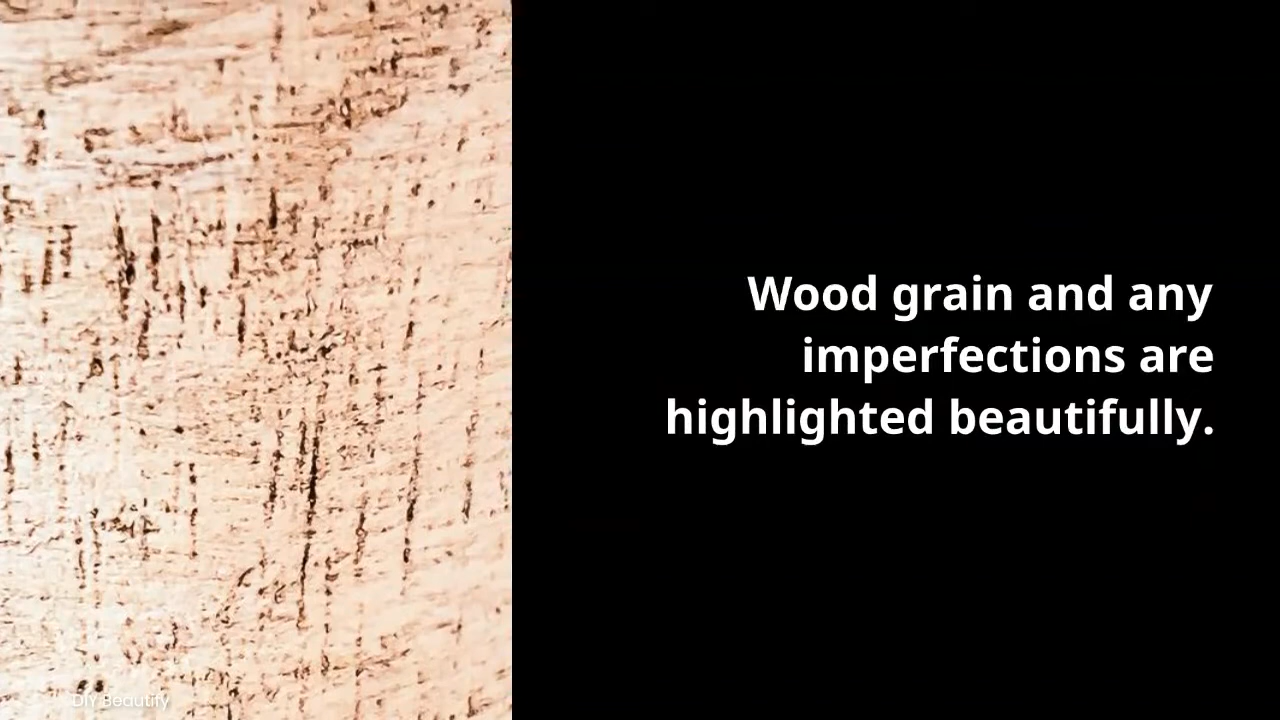 Wood grain and any
imperfections are
highlighted beautifully.
DIY Beautify